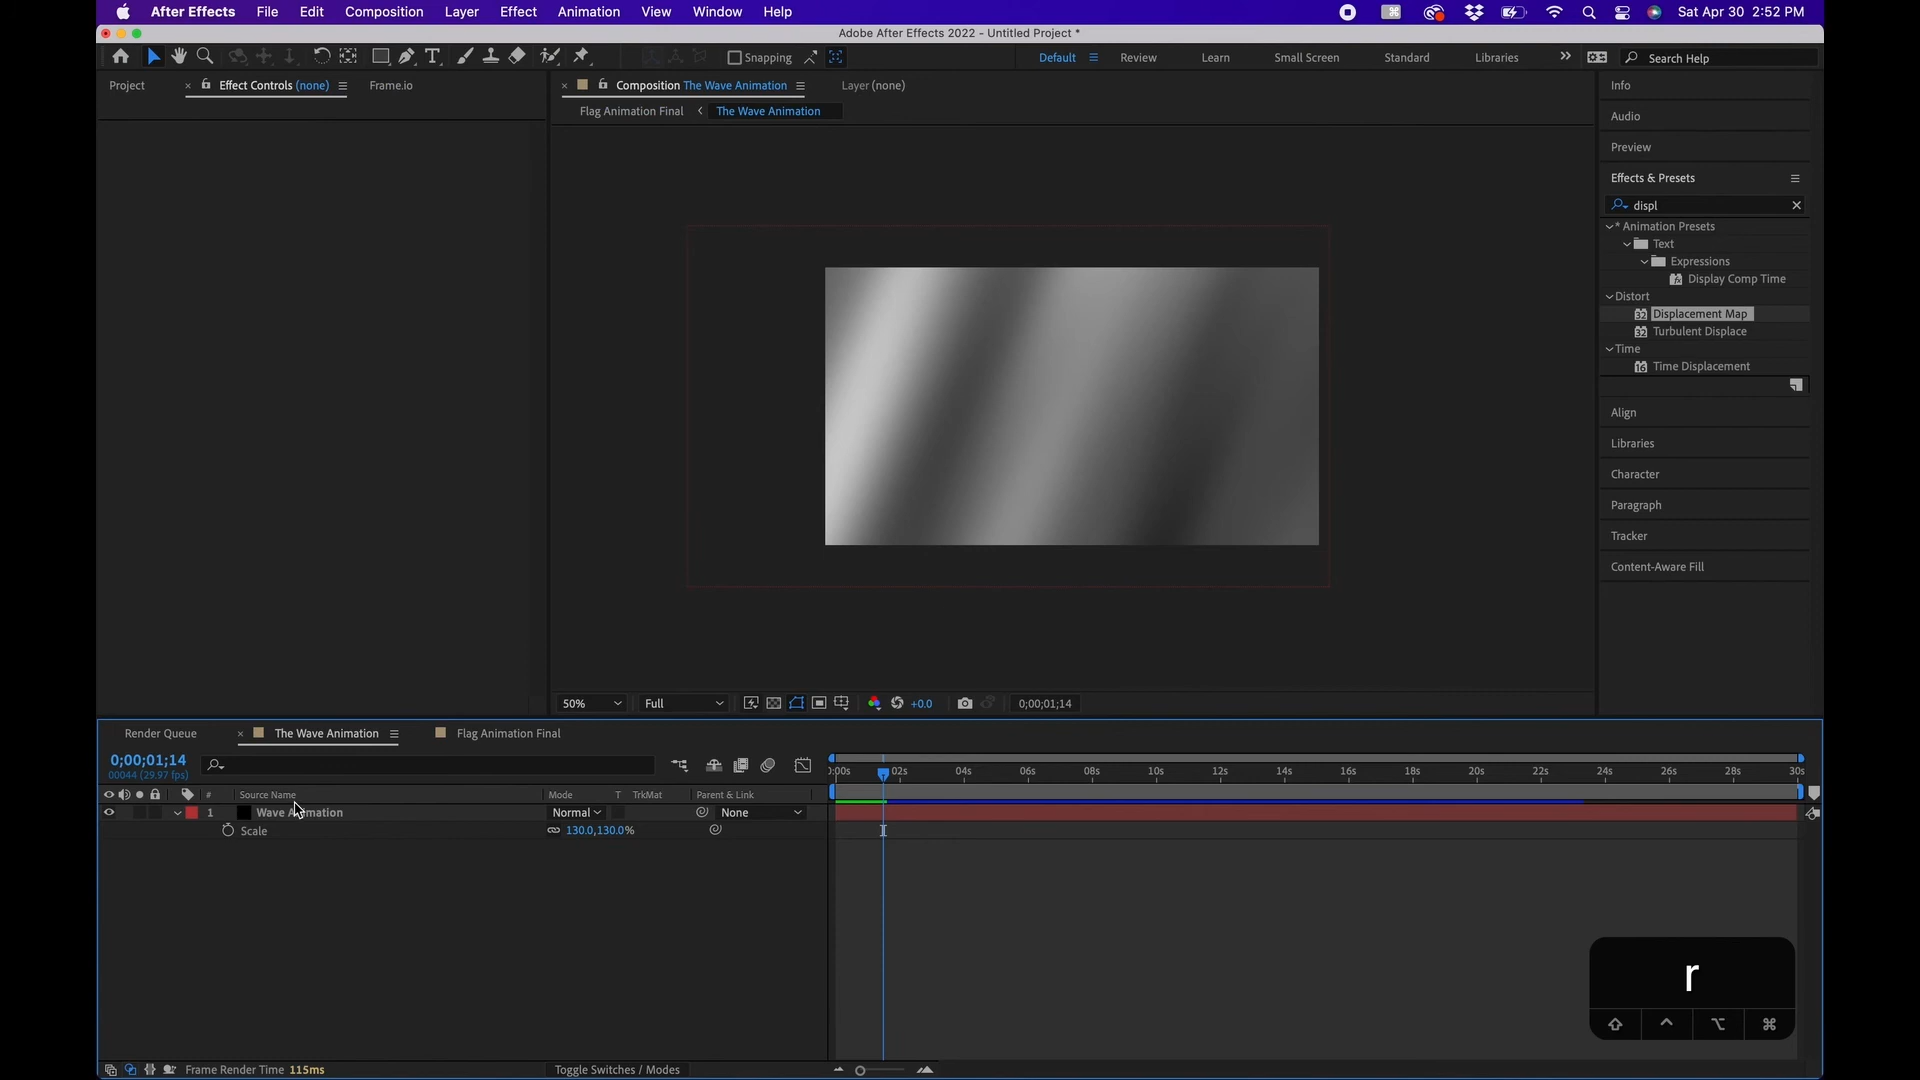 After Effects File Edit Composition Layer Effect Animation View Window Help Sat Apr 30 2:52 PM
Adobe After Effects 2022 - Untitled Project *
Snapping Default Review Learn Small Screen Standard Libraries Search Help
Project Effect Controls (none) Frame.io
Composition The Wave Animation Layer (none)
Flag Animation Final The Wave Animation
Info
Audio
Preview
Effects & Presets
displ
* Animation Presets
Text
Expressions
Display Comp Time
Distort
32 Displacement Map
32 Turbulent Displace
Time
16 Time Displacement
Align
Libraries
Character
Paragraph
Tracker
Content-Aware Fill
50% Full +0.0 0;00;01;14
Render Queue The Wave Animation Flag Animation Final
0;00;01;14
00044 (29.97 fps)
):00s 02s 04s 06s 08s 10s 12s 14s 16s 18s 20s 22s 24s 26s 28s 30s
# Source Name Mode T TrkMat Parent & Link
1 Wave Animation Normal None
Scale 130.0,130.0%
r
Frame Render Time 115ms Toggle Switches / Modes